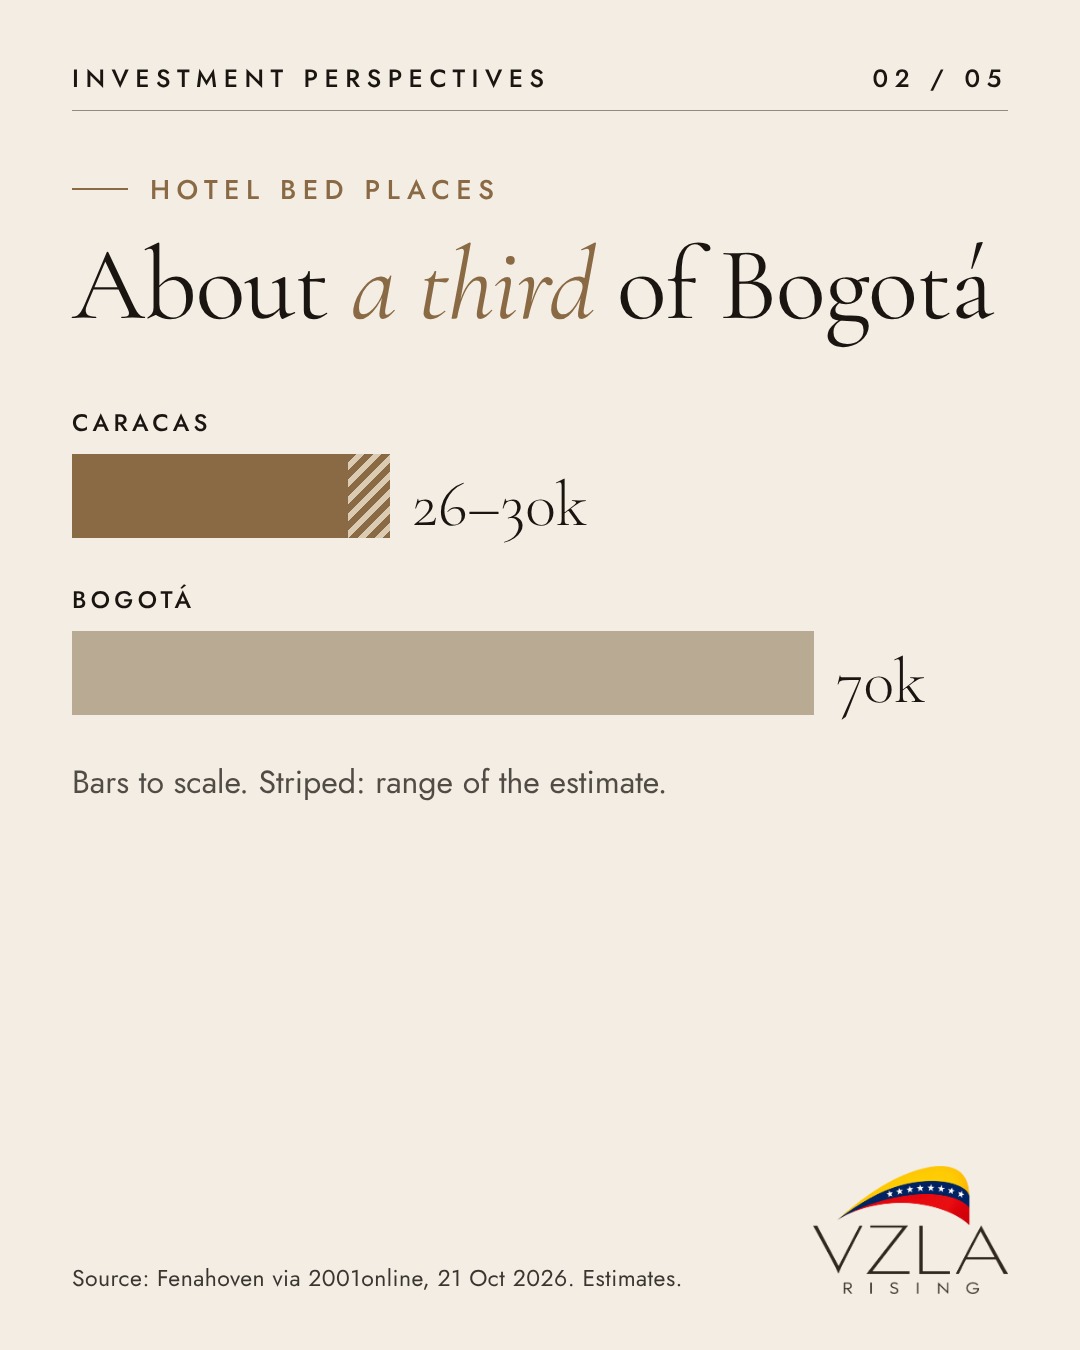 INVESTMENT PERSPECTIVES
02 / 05
HOTEL BED PLACES
About a third of Bogotá
CARACAS
26–30k
BOGOTÁ
70k
Bars to scale. Striped: range of the estimate.
Source: Fenahoven via 2001online, 21 Oct 2026. Estimates.
VZLA
RISING